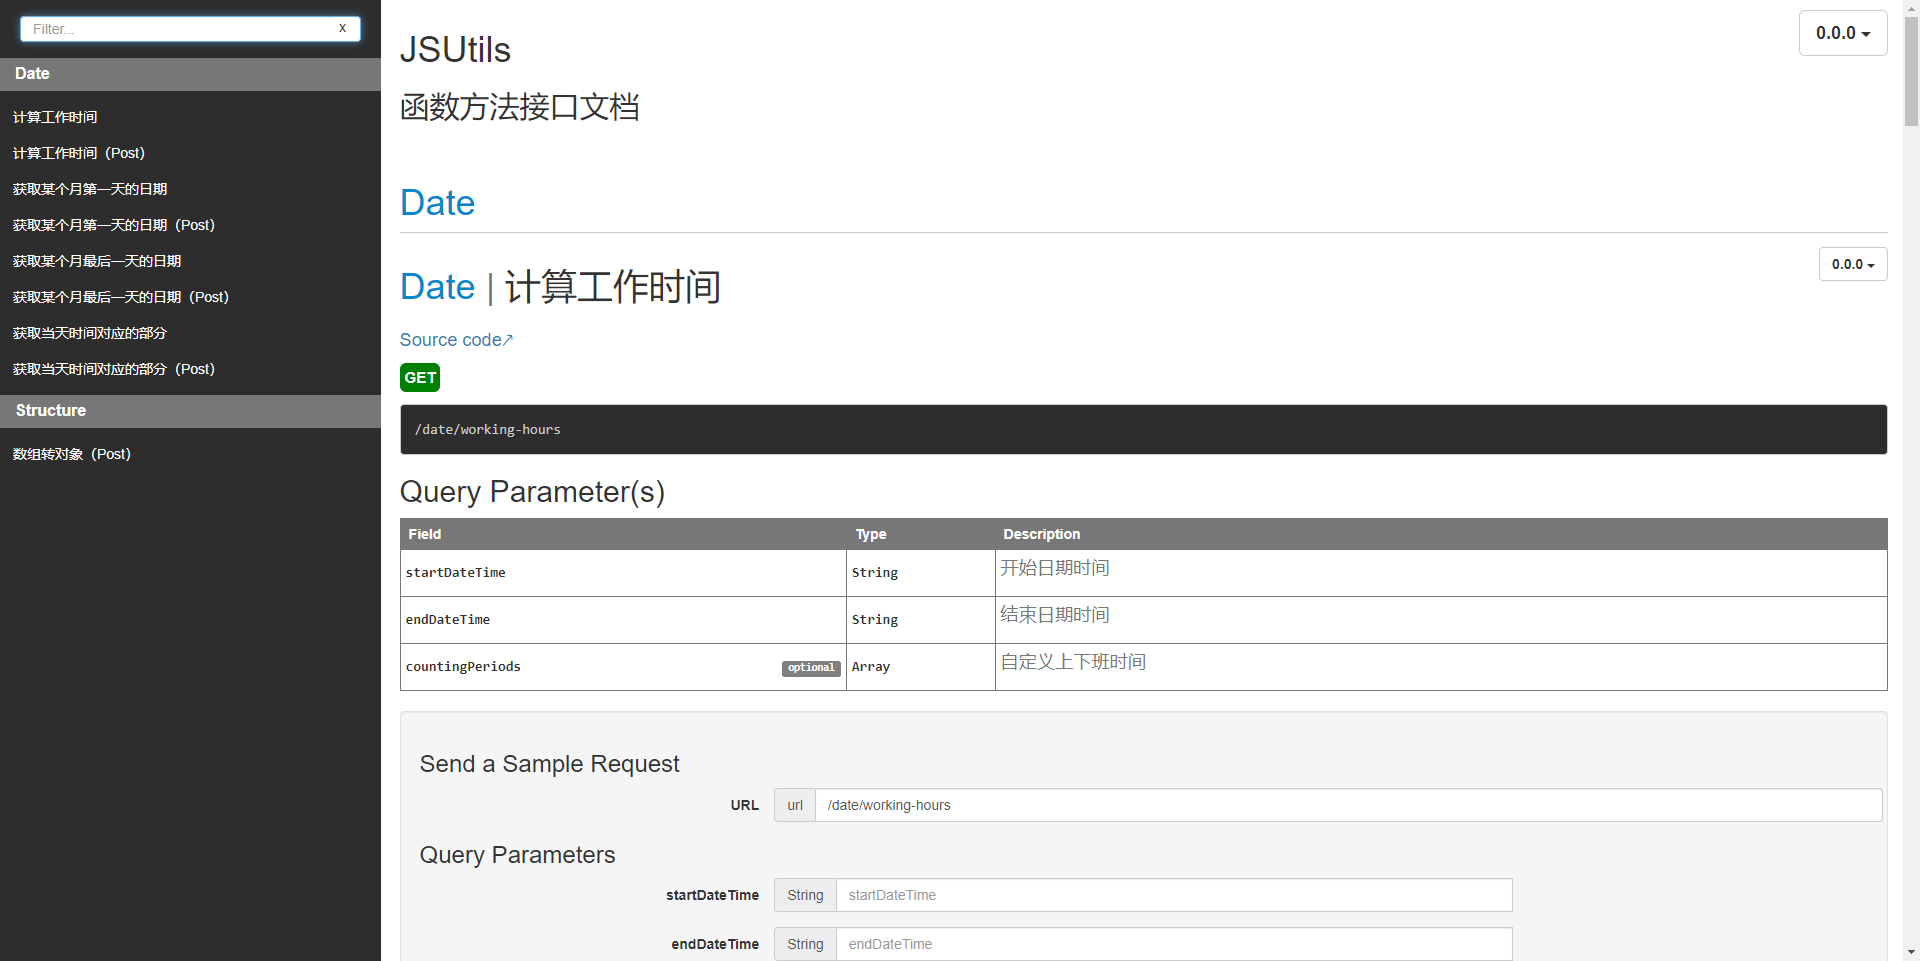 Filter...
x
Date
计算工作时间
计算工作时间（Post）
获取某个月第一天的日期
获取某个月第一天的日期（Post）
获取某个月最后一天的日期
获取某个月最后一天的日期（Post）
获取当天时间对应的部分
获取当天时间对应的部分（Post）
Structure
数组转对象（Post）
JSUtils
0.0.0
函数方法接口文档
Date
Date | 计算工作时间
0.0.0
Source code↗
GET
/date/working-hours
Query Parameter(s)
Field Type Description
startDateTime String 开始日期时间
endDateTime String 结束日期时间
countingPeriods optional Array 自定义上下班时间
Send a Sample Request
URL url /date/working-hours
Query Parameters
startDateTime String startDateTime
endDateTime String endDateTime